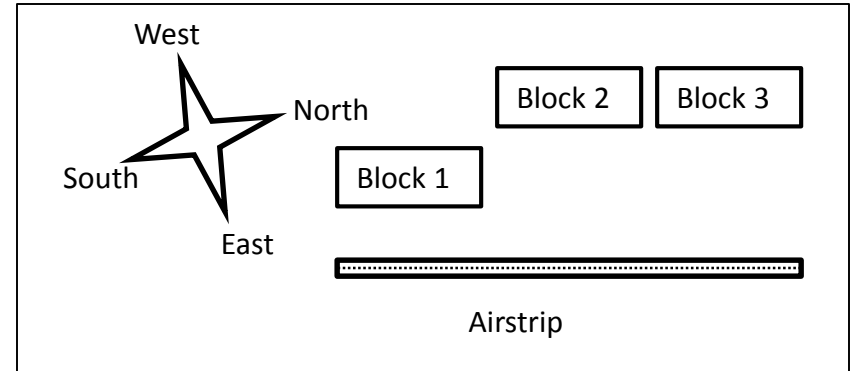 West
North
South
East
Block 1
Block 2
Block 3
Airstrip